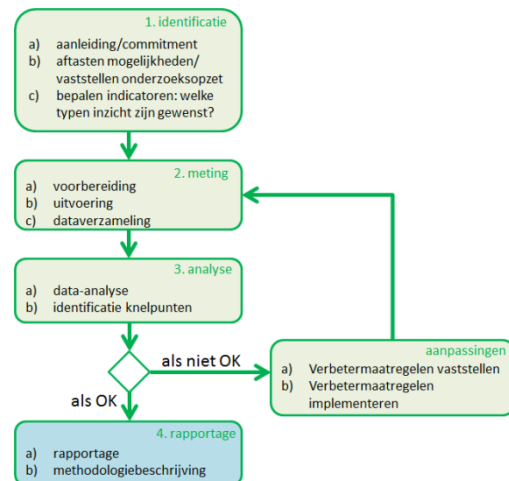 1. identificatie
a) aanleiding/commitment
b) aftasten mogelijkheden/
vaststellen onderzoeksopzet
c) bepalen indicatoren: welke
typen inzicht zijn gewenst?
2. meting
a) voorbereiding
b) uitvoering
c) dataverzameling
3. analyse
a) data-analyse
b) identificatie knelpunten
als niet OK
aanpassingen
a) Verbetermaatregelen vaststellen
b) Verbetermaatregelen
implementeren
als OK
4. rapportage
a) rapportage
b) methodologiebeschrijving